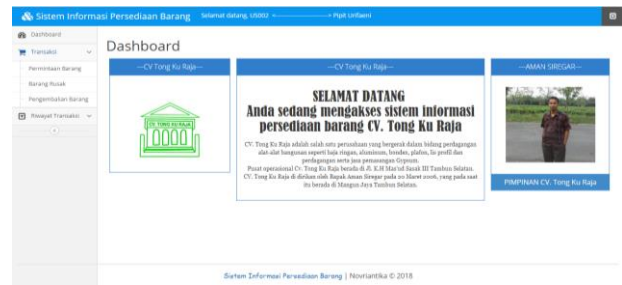 Sistem Informasi Persediaan Barang
Selamat datang, US002 <----------------> Pipit Urifaeni
Dashboard
Transaksi
Permintaan Barang
Barang Rusak
Pengembalian Barang
Riwayat Transaksi
Dashboard
---CV Tong Ku Raja---
CV. TONG KU RAJA
---CV Tong Ku Raja---
SELAMAT DATANG
Anda sedang mengakses sistem informasi
persediaan barang CV. Tong Ku Raja
CV. Tong Ku Raja adalah salah satu perusahaan yang bergerak dalam bidang perdagangan
alat-alat bangunan seperti baja ringan, aluminium, hondes, plafon, lis profil dan
perdagangan serta jasa pemasangan Gypsum.
Pusat operasional Cv. Tong Ku Raja berada di Jl. K.H Mas'ud Sasak III Tambun Selatan.
CV. Tong Ku Raja di dirikan oleh Bapak Aman Siregar pada 20 Maret 2006, yang pada saat
itu berada di Mangun Jaya Tambun Selatan.
---AMAN SIREGAR---
PIMPINAN CV. Tong Ku Raja
Sistem Informasi Persediaan Barang | Novriantika © 2018